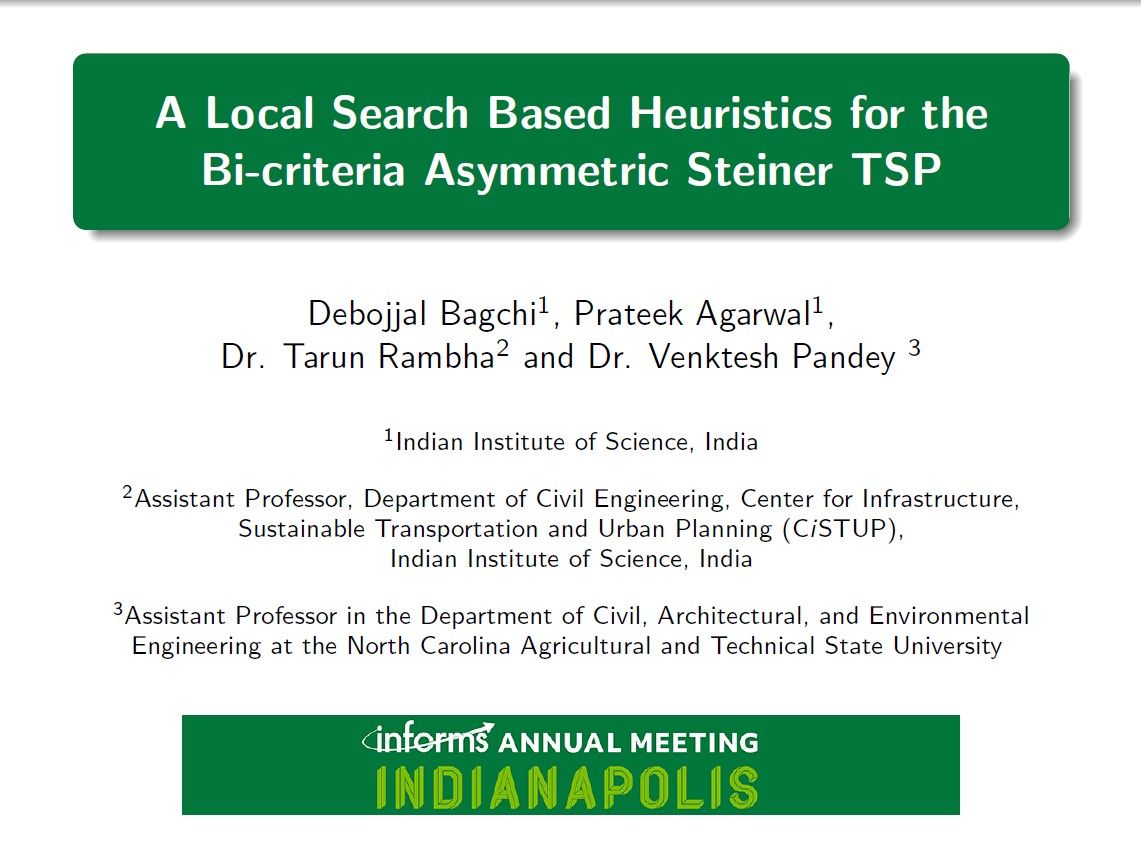 A Local Search Based Heuristics for the
Bi-criteria Asymmetric Steiner TSP
Debojjal Bagchi¹, Prateek Agarwal¹,
Dr. Tarun Rambha² and Dr. Venktesh Pandey ³
¹Indian Institute of Science, India
²Assistant Professor, Department of Civil Engineering, Center for Infrastructure,
Sustainable Transportation and Urban Planning (CiSTUP),
Indian Institute of Science, India
³Assistant Professor in the Department of Civil, Architectural, and Environmental
Engineering at the North Carolina Agricultural and Technical State University
informs ANNUAL MEETING
INDIANAPOLIS